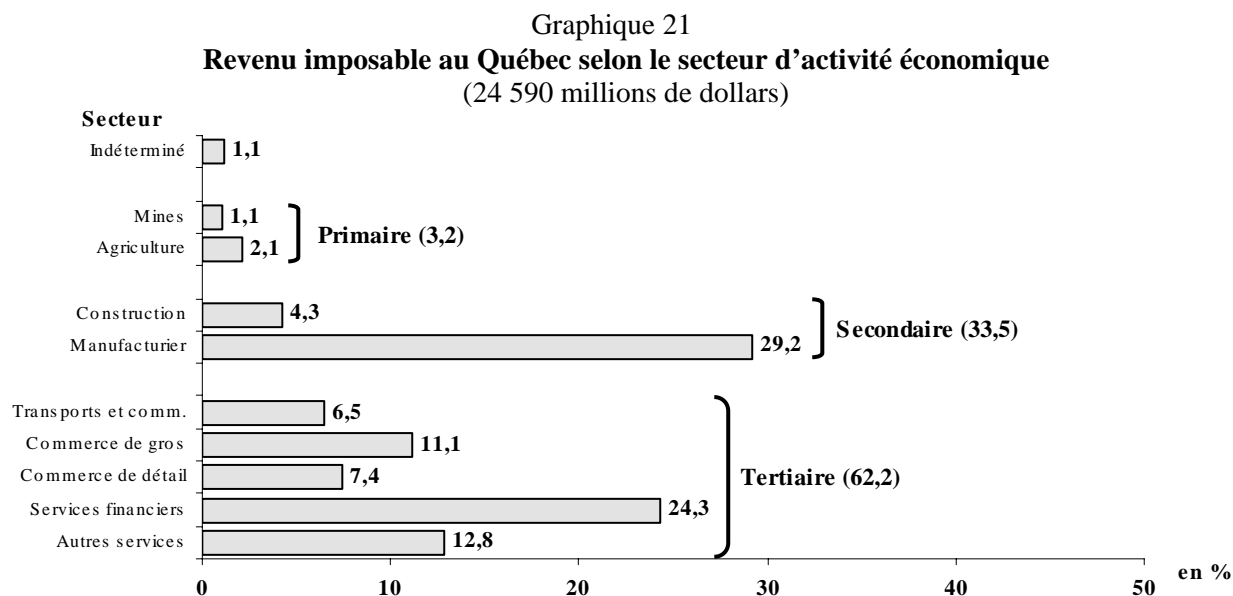 Graphique 21
Revenu imposable au Québec selon le secteur d'activité économique
(24 590 millions de dollars)
Secteur
Indéterminé 1,1
Mines 1,1
Agriculture 2,1
Primaire (3,2)
Construction 4,3
Manufacturier 29,2
Secondaire (33,5)
Transports et comm. 6,5
Commerce de gros 11,1
Commerce de détail 7,4
Services financiers 24,3
Autres services 12,8
Tertiaire (62,2)
0 10 20 30 40 50 en %